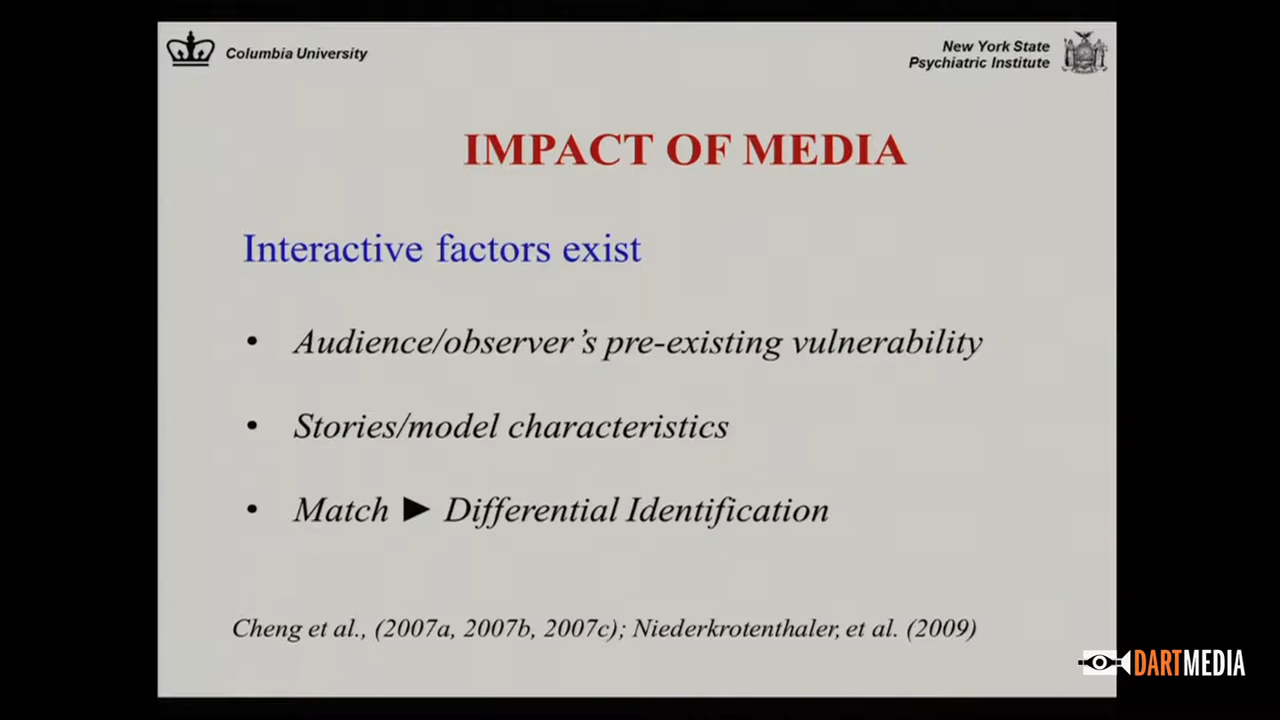 Columbia University
New York State
Psychiatric Institute
IMPACT OF MEDIA
Interactive factors exist
• Audience/observer's pre-existing vulnerability
• Stories/model characteristics
• Match ► Differential Identification
Cheng et al., (2007a, 2007b, 2007c); Niederkrotenthaler, et al. (2009)
DARTMEDIA